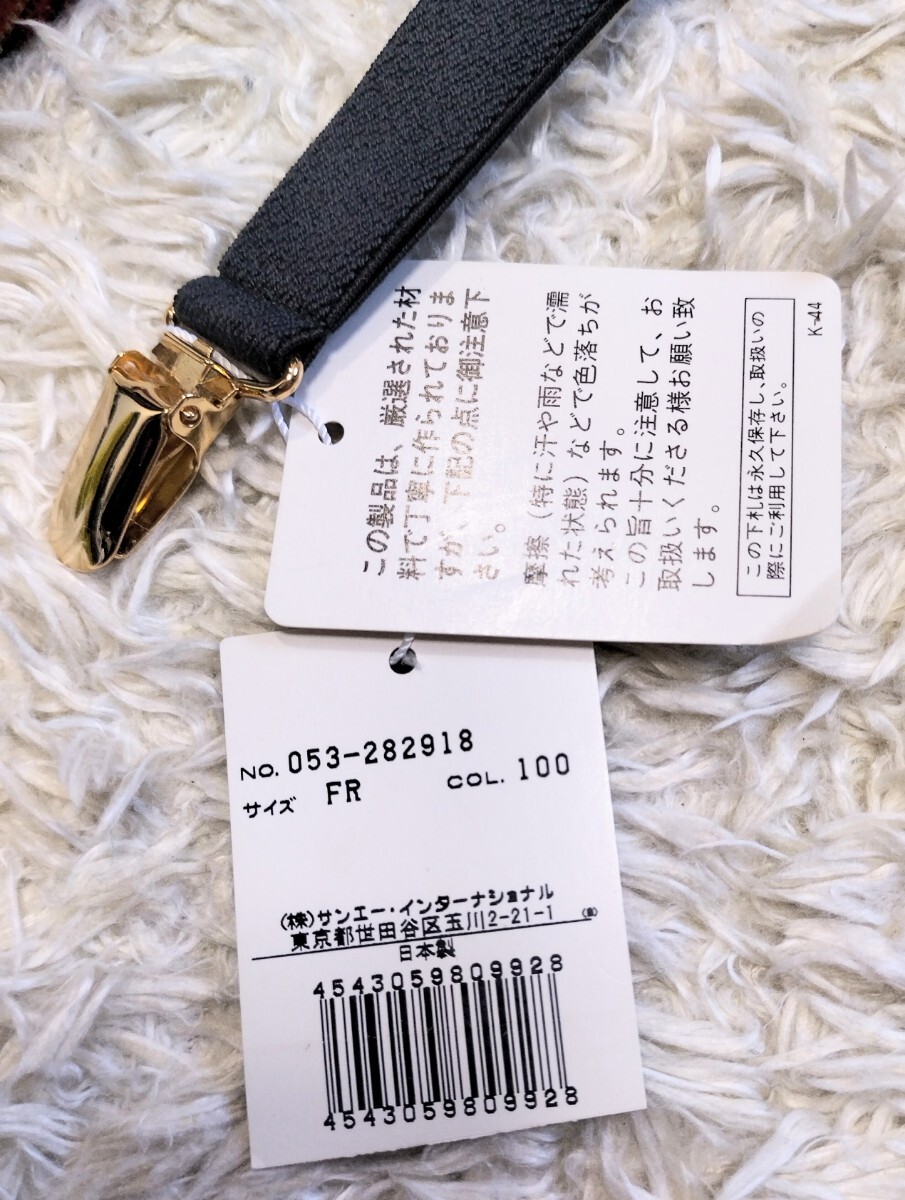 この製品は、厳選された材
料で丁寧に作られておりま
すが、下記の点に御注意下
さい。
摩擦（特に汗や雨などで濡
れた状態）などで色落ちが
考えられます。
この旨十分に注意して、お
取扱いくださる様お願い致
します。
この下札は永久保存し、取扱いの
際にご利用して下さい。
K-44
NO. 053-282918
サイズ FR COL. 100
(株)サンエー・インターナショナル
東京都世田谷区玉川2-21-1
日本製
4543059809928
4543059809928